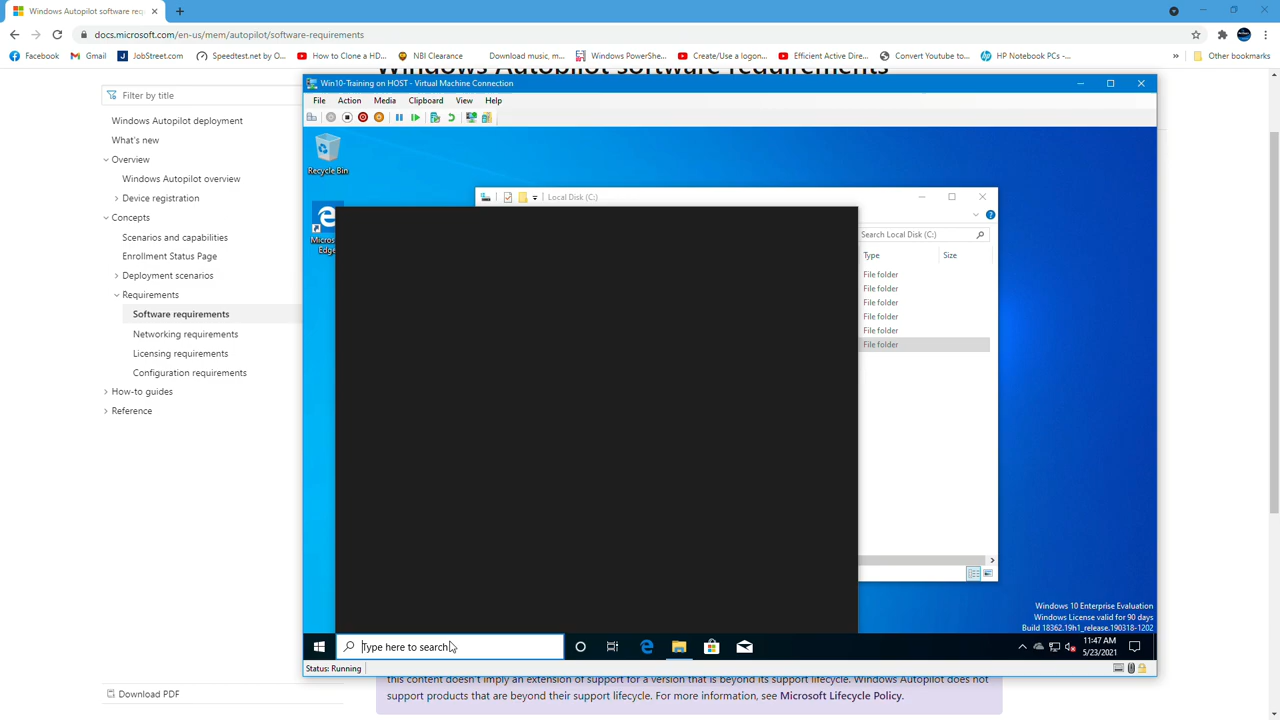 Windows Autopilot software req
docs.microsoft.com/en-us/mem/autopilot/software-requirements
Facebook
Gmail
JobStreet.com
Speedtest.net by O...
How to Clone a HD...
NBI Clearance
Download music, m...
Windows PowerShe...
Create/Use a logon...
Efficient Active Dire...
Convert Youtube to...
HP Notebook PCs -...
»
Other bookmarks
Windows Autopilot software requirements
Filter by title
Windows Autopilot deployment
What's new
Overview
Windows Autopilot overview
Device registration
Concepts
Scenarios and capabilities
Enrollment Status Page
Deployment scenarios
Requirements
Software requirements
Networking requirements
Licensing requirements
Configuration requirements
How-to guides
Reference
Download PDF
Win10-Training on HOST - Virtual Machine Connection
File Action Media Clipboard View Help
Recycle Bin
Micros
Edge
Local Disk (C:)
Search Local Disk (C:)
Type Size
File folder
File folder
File folder
File folder
File folder
File folder
Windows 10 Enterprise Evaluation
Windows License valid for 90 days
Build 18362.19h1_release.190318-1202
Type here to search
11:47 AM
5/23/2021
Status: Running
this content doesn't imply an extension of support for a version that is beyond its support lifecycle. Windows Autopilot does not
support products that are beyond their support lifecycle. For more information, see Microsoft Lifecycle Policy.